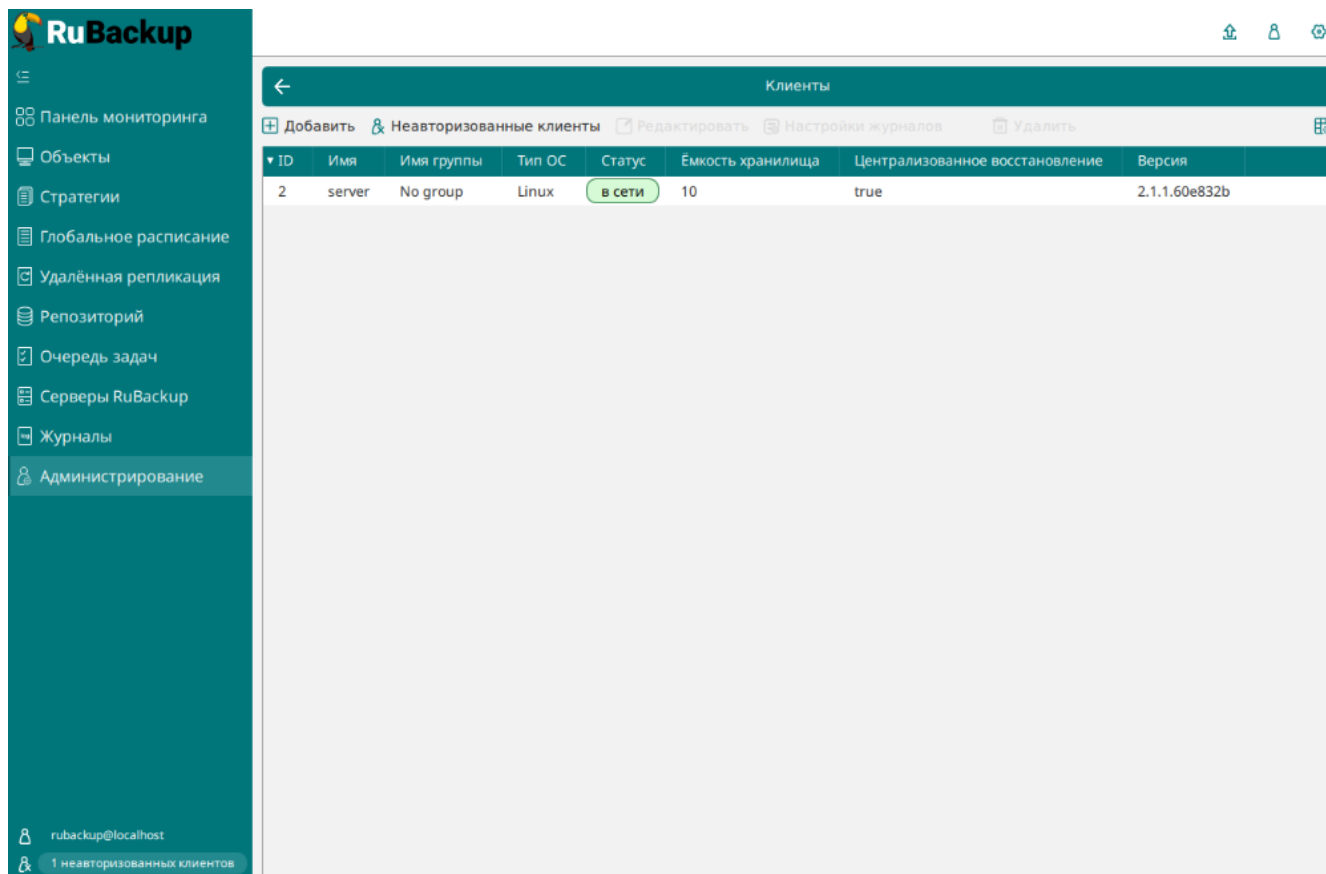 RuBackup
Клиенты
Панель мониторинга
Объекты
Стратегии
Глобальное расписание
Удалённая репликация
Репозиторий
Очередь задач
Серверы RuBackup
Журналы
Администрирование
Добавить Неавторизованные клиенты Редактировать Настройки журналов Удалить
ID Имя Имя группы Тип ОС Статус Ёмкость хранилища Централизованное восстановление Версия
2 server No group Linux в сети 10 true 2.1.1.60e832b
rubackup@localhost
1 неавторизованных клиентов